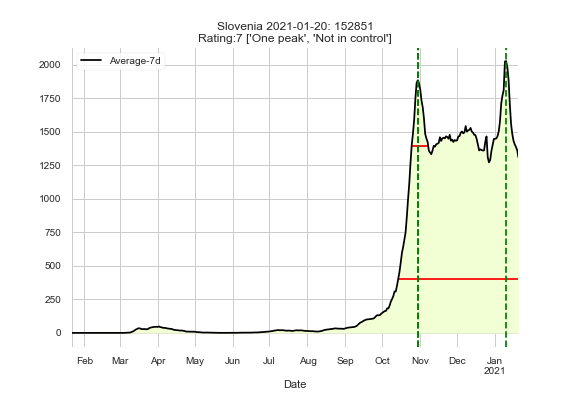 Slovenia 2021-01-20: 152851
Rating:7 ['One peak', 'Not in control']
Average-7d
2000
1750
1500
1250
1000
750
500
250
0
Feb Mar Apr May Jun Jul Aug Sep Oct Nov Dec Jan
2021
Date